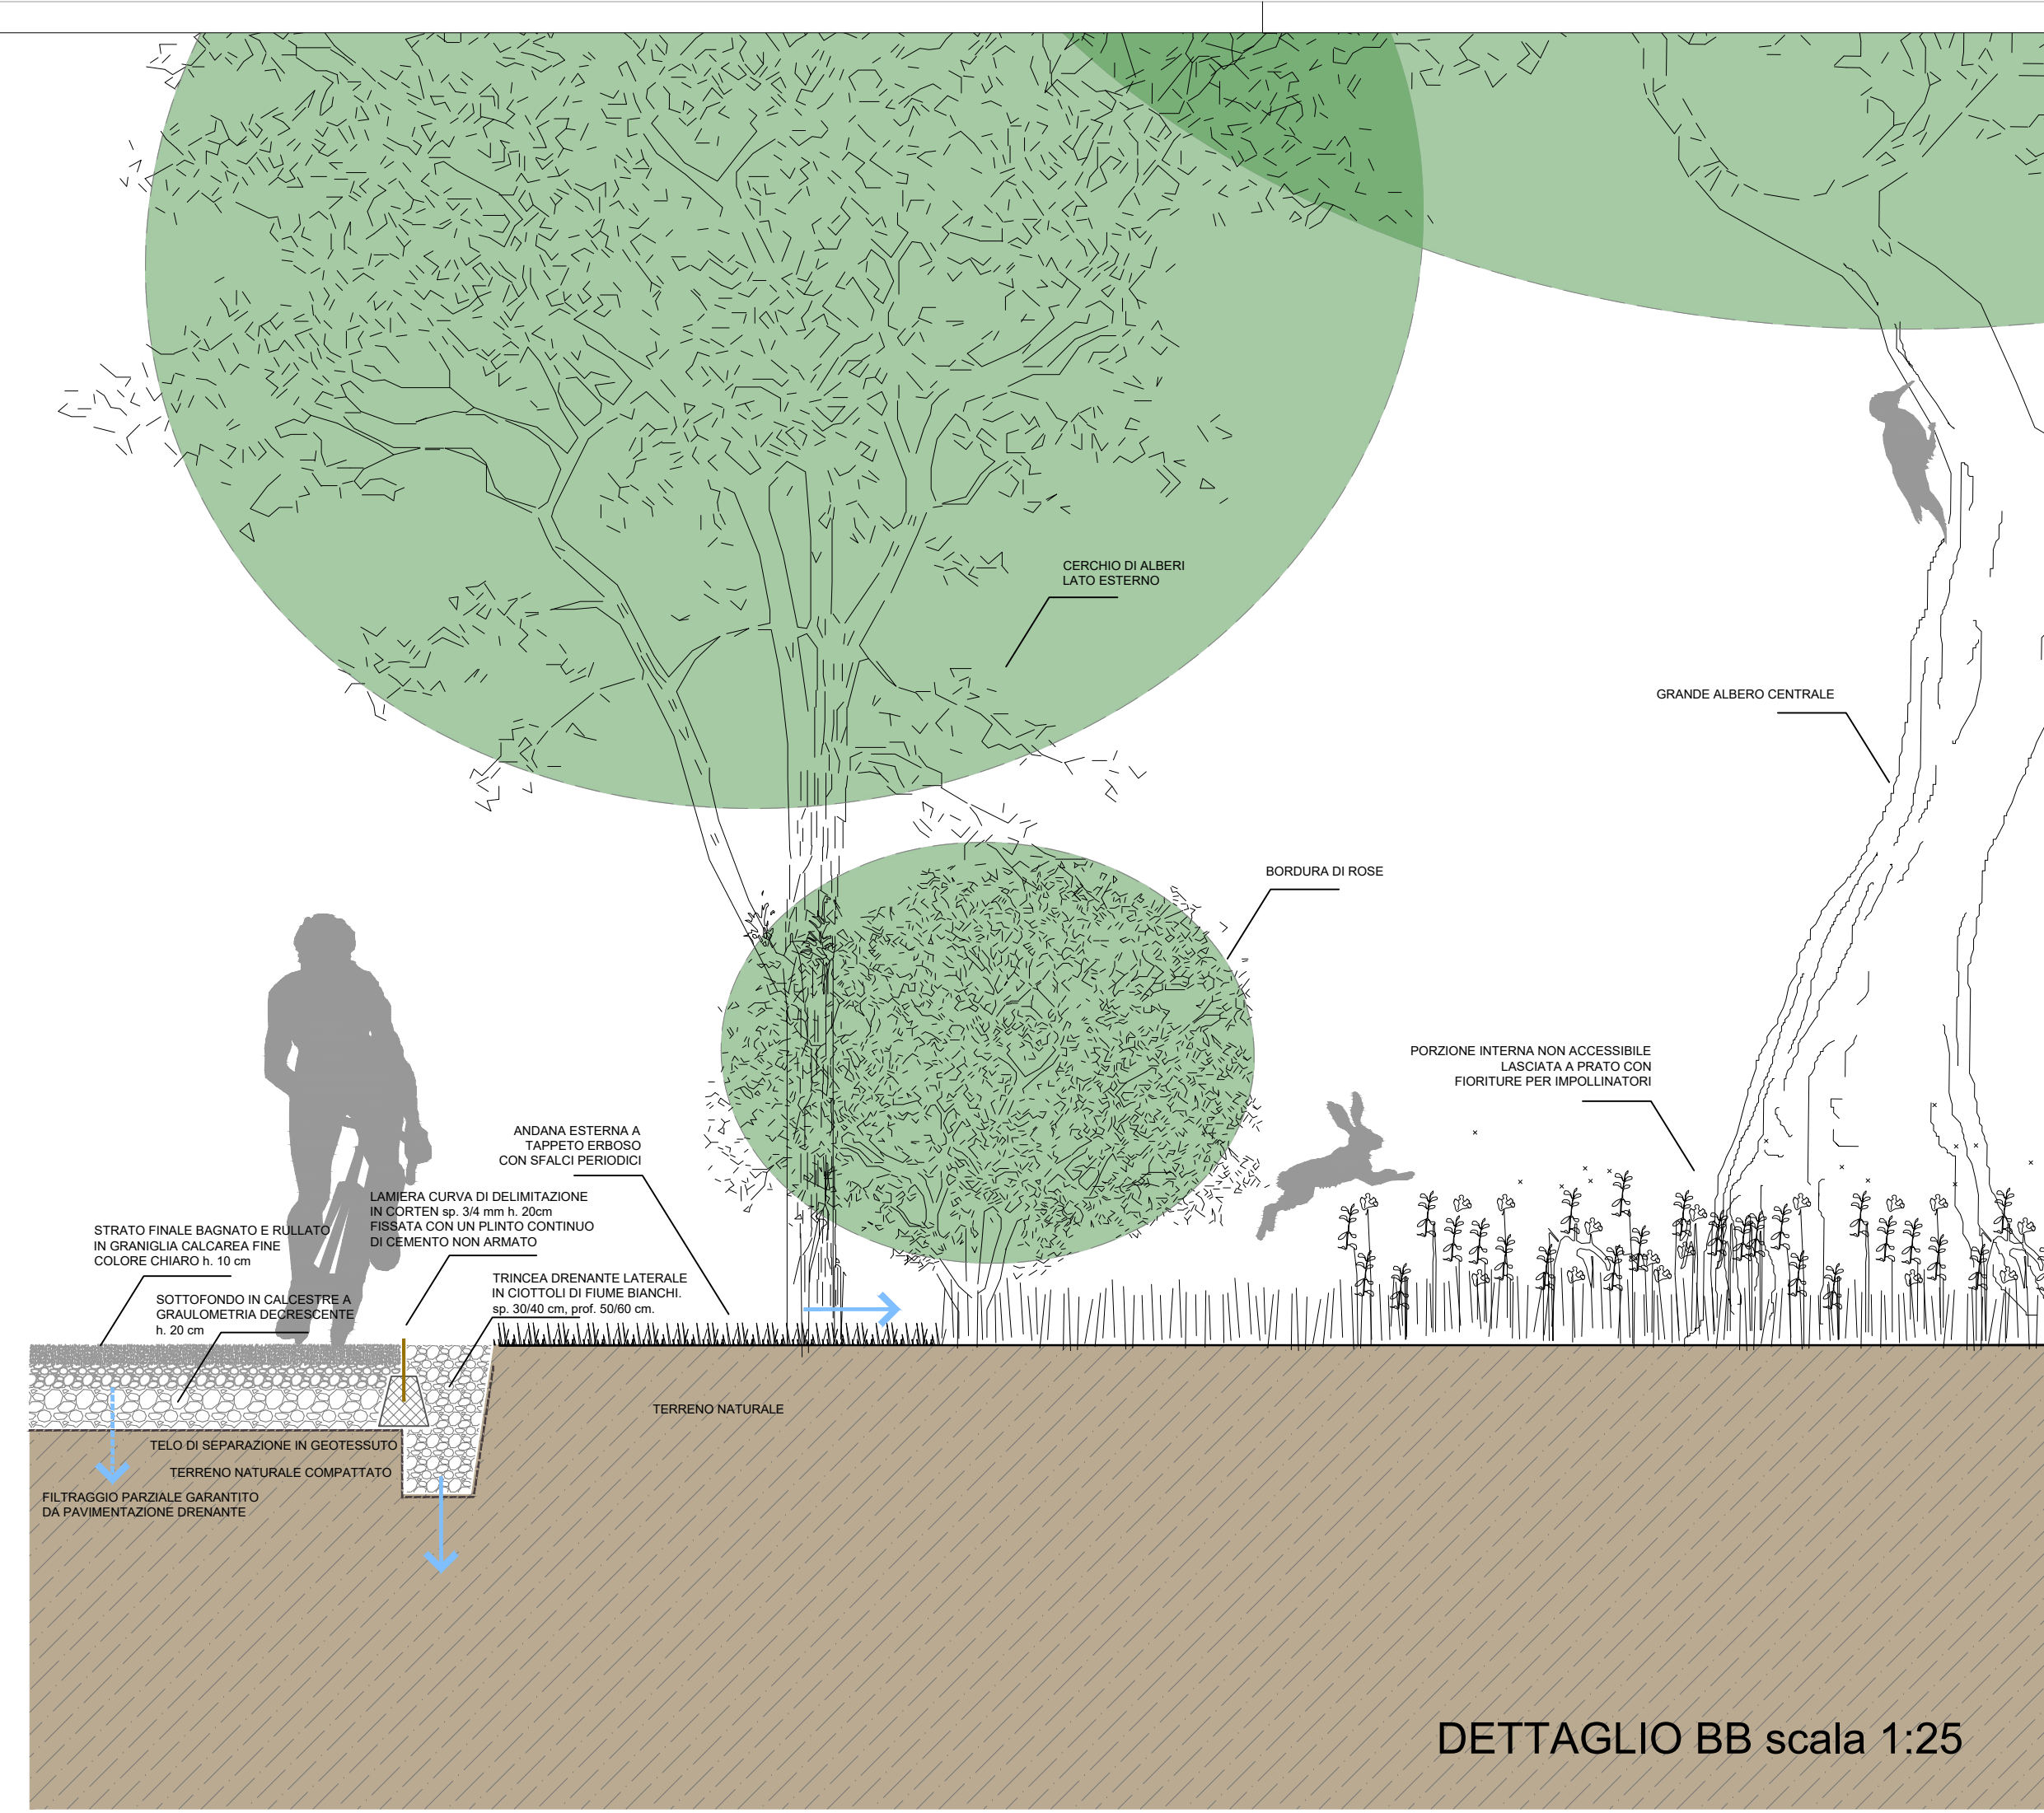 CERCHIO DI ALBERI
LATO ESTERNO
GRANDE ALBERO CENTRALE
BORDURA DI ROSE
PORZIONE INTERNA NON ACCESSIBILE
LASCIATA A PRATO CON
FIORITURE PER IMPOLLINATORI
ANDANA ESTERNA A
TAPPETO ERBOSO
CON SFALCI PERIODICI
LAMIERA CURVA DI DELIMITAZIONE
IN CORTEN sp. 3/4 mm h. 20cm
FISSATA CON UN PLINTO CONTINUO
DI CEMENTO NON ARMATO
STRATO FINALE BAGNATO E RULLATO
IN GRANIGLIA CALCAREA FINE
COLORE CHIARO h. 10 cm
TRINCEA DRENANTE LATERALE
IN CIOTTOLI DI FIUME BIANCHI.
sp. 30/40 cm, prof. 50/60 cm.
SOTTOFONDO IN CALCESTRE A
GRAULOMETRIA DECRESCENTE
h. 20 cm
TERRENO NATURALE
TELO DI SEPARAZIONE IN GEOTESSUTO
TERRENO NATURALE COMPATTATO
FILTRAGGIO PARZIALE GARANTITO
DA PAVIMENTAZIONE DRENANTE
DETTAGLIO BB scala 1:25